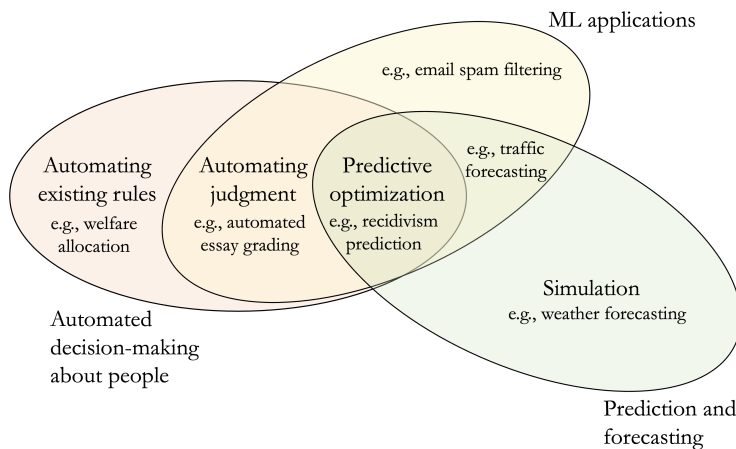 ML applications
e.g., email spam filtering
Automating
existing rules
e.g., welfare
allocation
Automating
judgment
e.g., automated
essay grading
Predictive
optimization
e.g., recidivism
prediction
e.g., traffic
forecasting
Simulation
e.g., weather forecasting
Automated
decision-making
about people
Prediction and
forecasting